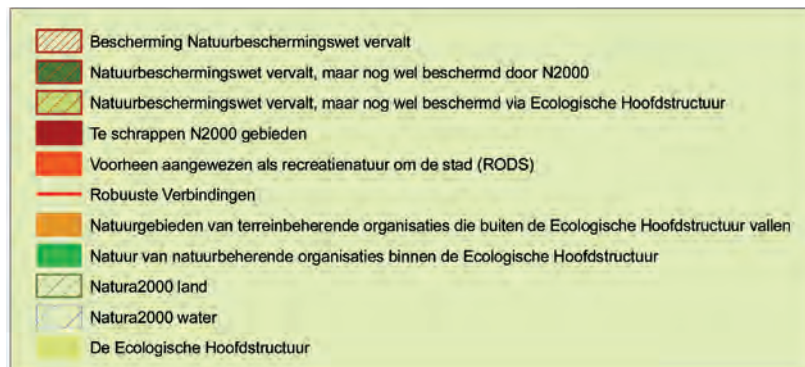 Bescherming Natuurbeschermingswet vervalt
Natuurbeschermingswet vervalt, maar nog wel beschermd door N2000
Natuurbeschermingswet vervalt, maar nog wel beschermd via Ecologische Hoofdstructuur
Te schrappen N2000 gebieden
Voorheen aangewezen als recreatienatuur om de stad (RODS)
Robuuste Verbindingen
Natuurgebieden van terreinbeherende organisaties die buiten de Ecologische Hoofdstructuur vallen
Natuur van natuurbeherende organisaties binnen de Ecologische Hoofdstructuur
Natura2000 land
Natura2000 water
De Ecologische Hoofdstructuur